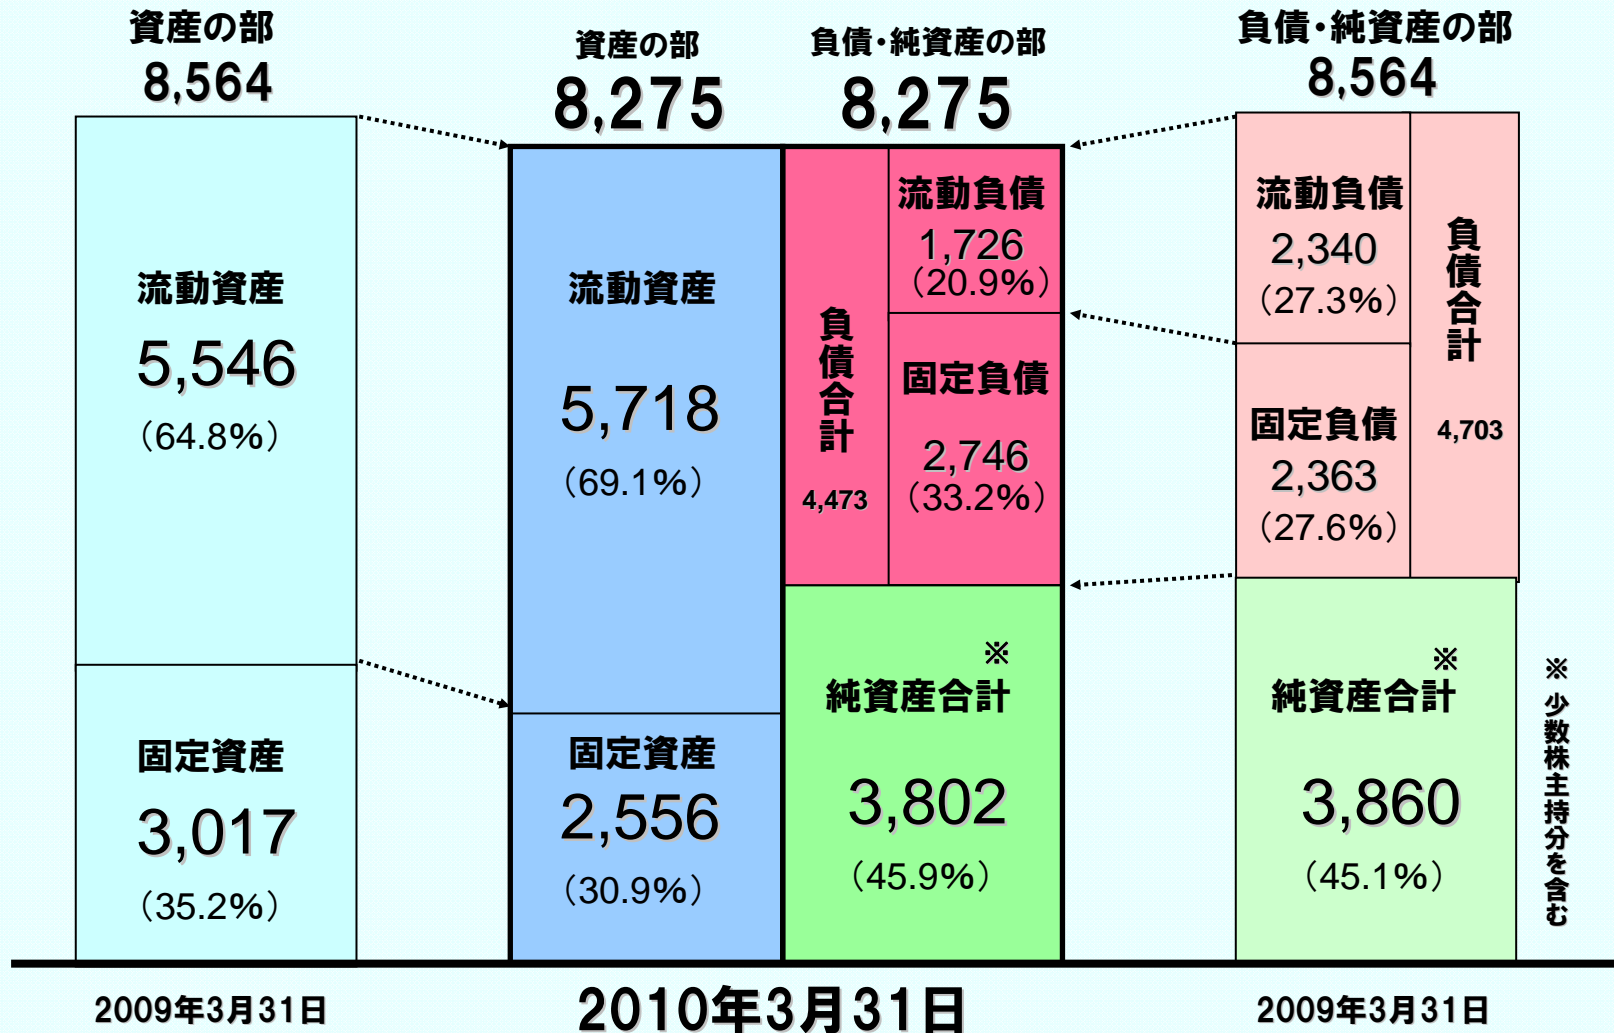 資産の部
8,564
流動資産
5,546
（64.8%）
固定資産
3,017
（35.2%）
2009年3月31日
資産の部
8,275
流動資産
5,718
（69.1%）
固定資産
2,556
（30.9%）
負債・純資産の部
8,275
負債合計
4,473
流動負債
1,726
（20.9%）
固定負債
2,746
（33.2%）
※
純資産合計
3,802
（45.9%）
2010年3月31日
負債・純資産の部
8,564
流動負債
2,340
（27.3%）
固定負債
2,363
（27.6%）
負債合計
4,703
※
純資産合計
3,860
（45.1%）
2009年3月31日
※ 少数株主持分を含む